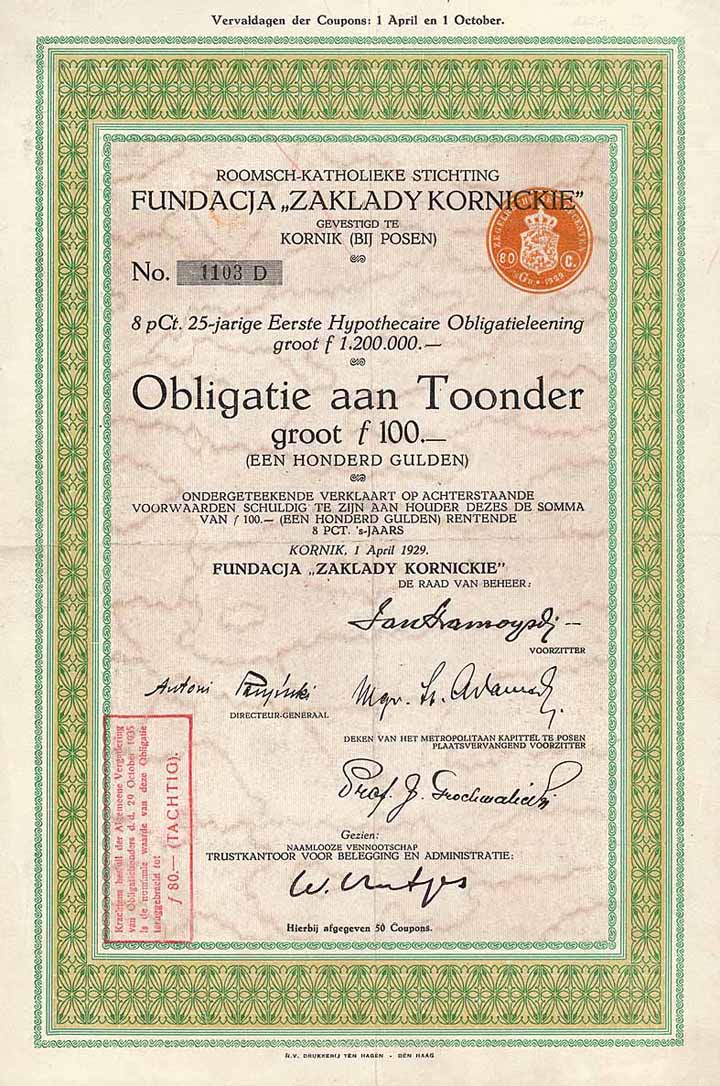 Vervaldagen der Coupons: 1 April en 1 October.
ROOMSCH-KATHOLIEKE STICHTING
FUNDACJA „ZAKLADY KORNICKIE”
GEVESTIGD TE
KORNIK (BIJ POSEN)
80 C.
1929
No. 1103 D
8 pCt. 25-jarige Eerste Hypothecaire Obligatieleening
groot f 1.200.000.—
Obligatie aan Toonder
groot f 100.—
(EEN HONDERD GULDEN)
ONDERGETEEKENDE VERKLAART OP ACHTERSTAANDE
VOORWAARDEN SCHULDIG TE ZIJN AAN HOUDER DEZES DE SOMMA
VAN f 100.— (EEN HONDERD GULDEN) RENTENDE
8 PCT. 's-JAARS
KORNIK, 1 April 1929.
FUNDACJA „ZAKLADY KORNICKIE”
DE RAAD VAN BEHEER:
VOORZITTER
Antoni
DIRECTEUR-GENERAAL
DEKEN VAN HET METROPOLITAAN KAPITTEL TE POSEN
PLAATSVERVANGEND VOORZITTER
Prof. J.
Gezien:
NAAMLOOZE VENNOOTSCHAP
TRUSTKANTOOR VOOR BELEGGING EN ADMINISTRATIE:
Hierbij afgegeven 50 Coupons.
Krachtens besluit der Algemeene Vergadering
van Obligatiehouders d.d. 29 October 1935
is de nominale waarde van deze Obligatie
teruggebracht tot
f 80.— (TACHTIG).
N.V. DRUKKERIJ TEN HAGEN - DEN HAAG